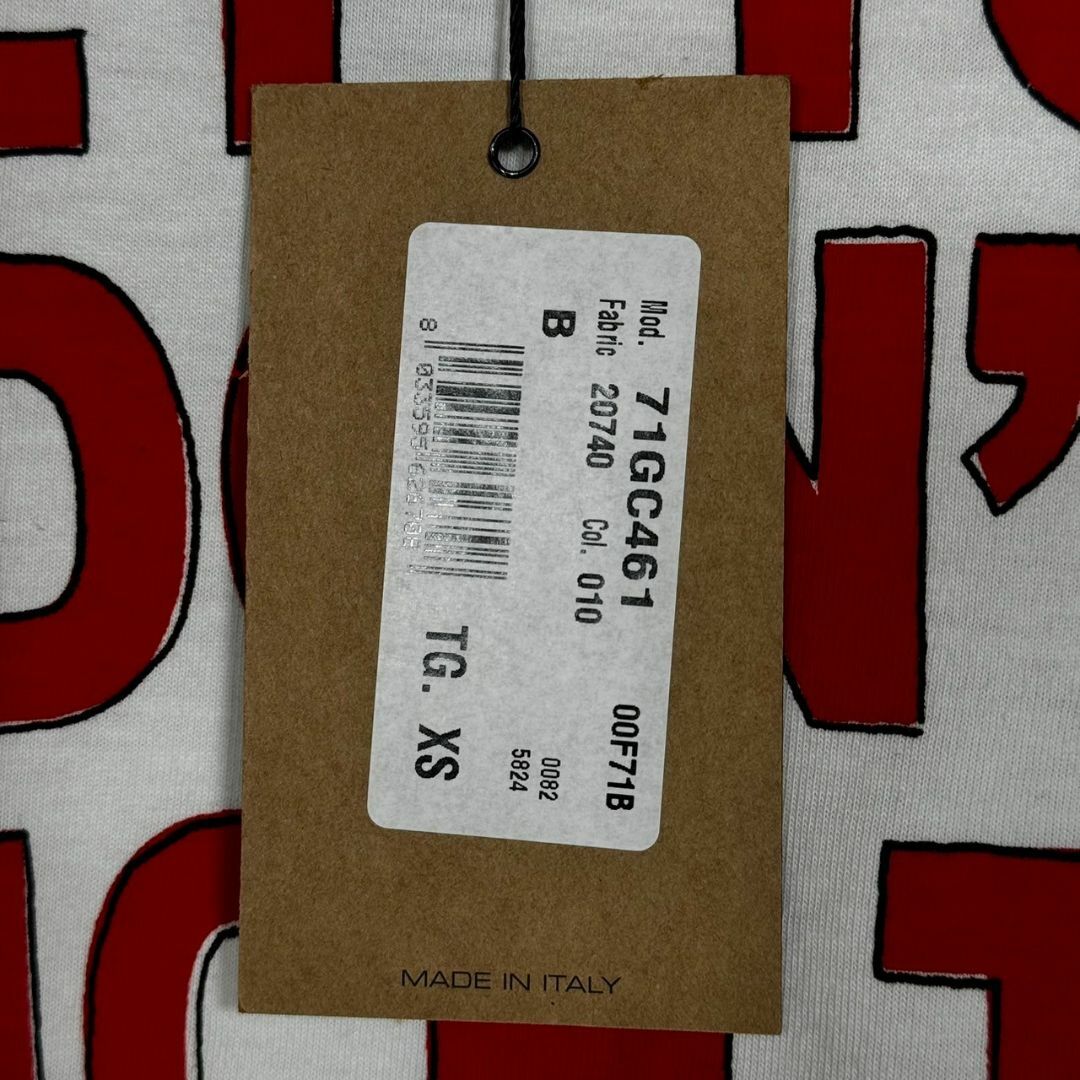 Mod. 71GC461 00F71B
Fabric 20740 Col. 010
B
0082
5824
TG. XS
MADE IN ITALY